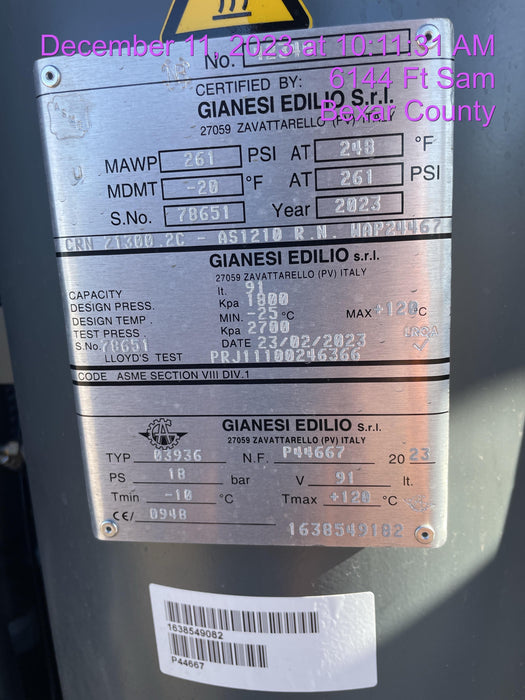 December 11, 2023 at 10:11:31 AM
6144 Ft Sam
Bexar County
No.
CERTIFIED BY:
GIANESI EDILIO S.r.l.
27059 ZAVATTARELLO (PV) ITALY
MAWP 261 PSI AT 248 °F
MDMT -20 °F AT 261 PSI
S.No. 78651 Year 2023
CRN Z1300.2C - AS1210 R.N. WAP24467
GIANESI EDILIO s.r.l.
27059 ZAVATTARELLO (PV) ITALY
CAPACITY lt. 91
DESIGN PRESS. Kpa 1800
DESIGN TEMP. MIN. -25 °C MAX +120 °C
TEST PRESS. Kpa 2700
S.No. 78651 DATE 23/02/2023
LLOYD'S TEST PRJ11100246366
CODE ASME SECTION VIII DIV.1
GIANESI EDILIO S.r.l.
27059 ZAVATTARELLO (PV) ITALY
TYP 03936 N.F. P44667 2023
PS 18 bar V 91 lt.
Tmin -10 °C Tmax +120 °C
CE/ 0948
1638549182
1638549082
P44667